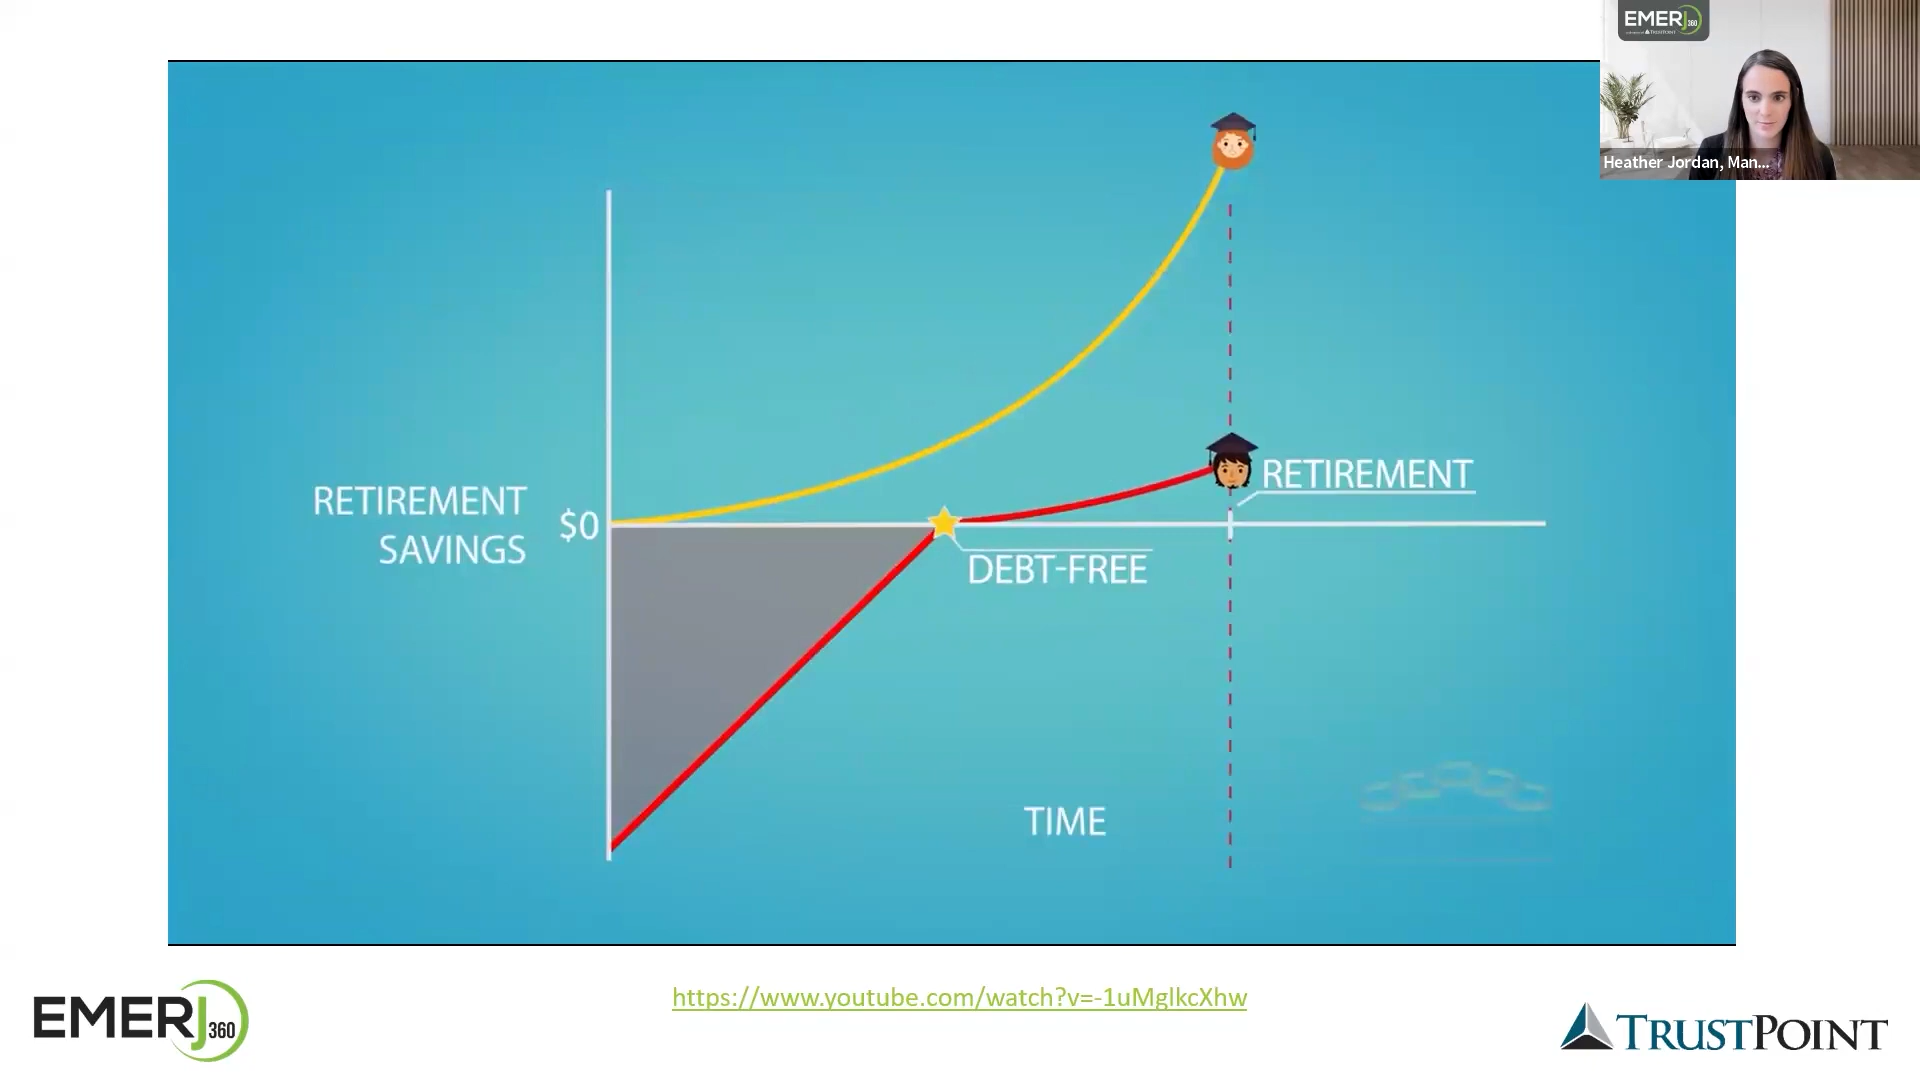 EMERJ
360
TRUSTPOINT
Heather Jordan, Man...
RETIREMENT
SAVINGS
$0
RETIREMENT
DEBT-FREE
TIME
https://www.youtube.com/watch?v=-1uMglkcXhw
EMERJ
360
TRUSTPOINT